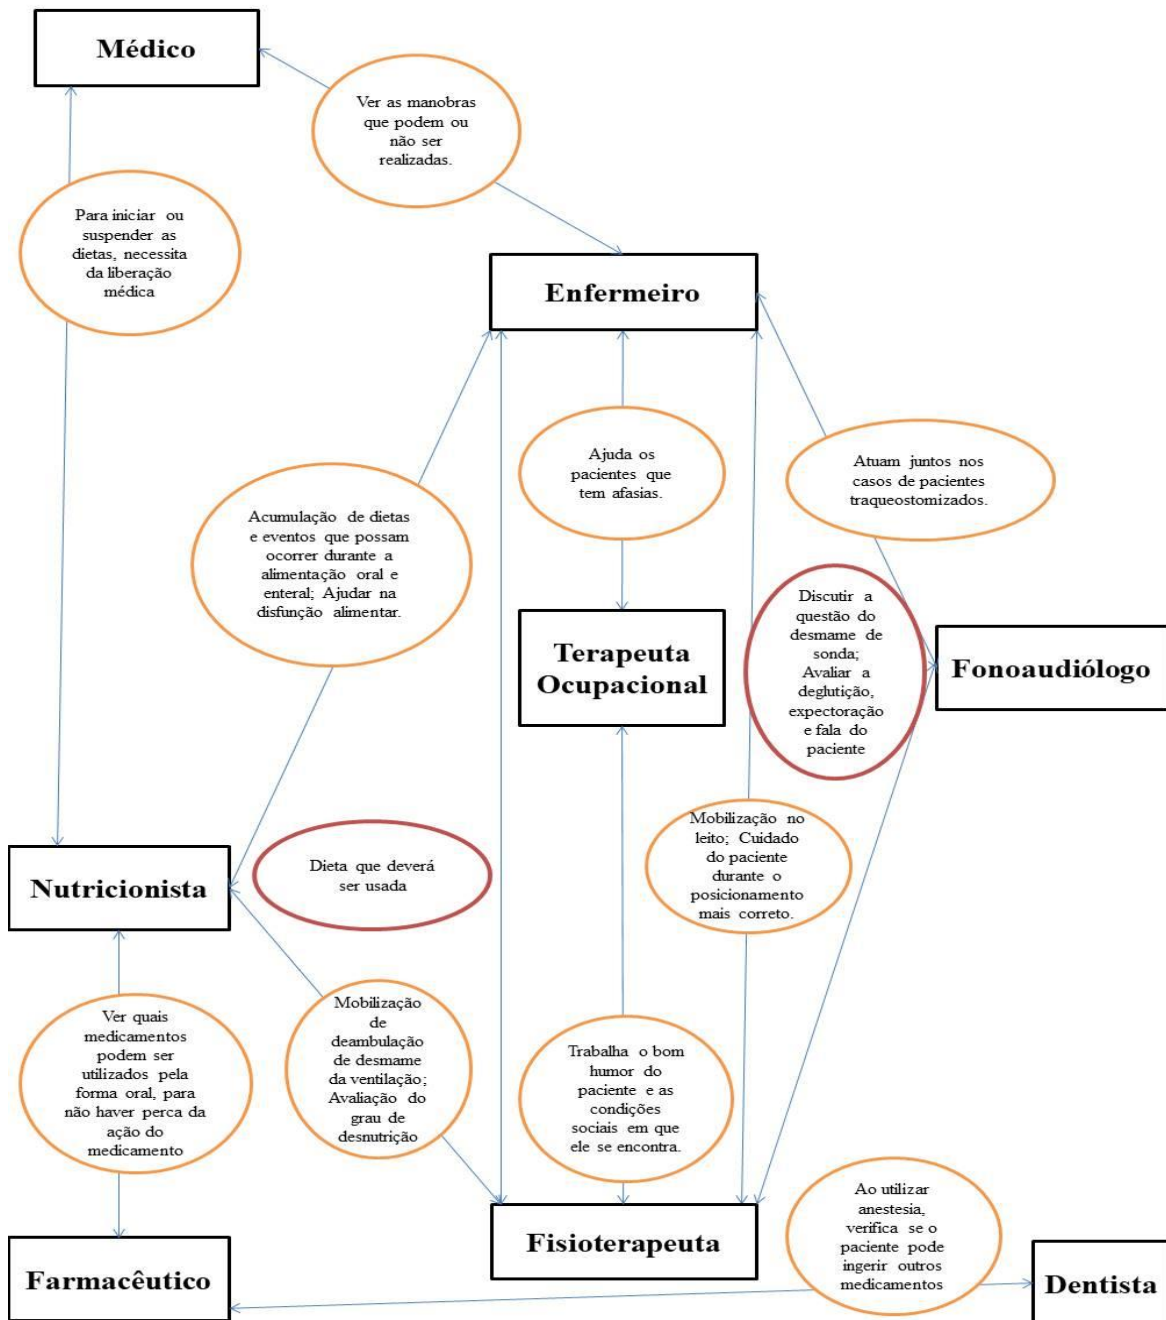 Médico
Ver as manobras
que podem ou
não ser
realizadas.
Para iniciar ou
suspender as
dietas, necessita
da liberação
médica
Enfermeiro
Ajuda os
pacientes que
tem afasias.
Atuam juntos nos
casos de pacientes
traqueostomizados.
Acumulação de dietas
e eventos que possam
ocorrer durante a
alimentação oral e
enteral; Ajudar na
disfunção alimentar.
Terapeuta
Ocupacional
Discutir a
questão do
desmame de
sonda;
Avaliar a
deglutição,
expectoração
e fala do
paciente
Fonoaudiólogo
Mobilização no
leito; Cuidado
do paciente
durante o
posicionamento
mais correto.
Nutricionista
Dieta que deverá
ser usada
Ver quais
medicamentos
podem ser
utilizados pela
forma oral, para
não haver perca da
ação do
medicamento
Mobilização
de
deambulação
de desmame
da ventilação;
Avaliação do
grau de
desnutrição
Trabalha o bom
humor do
paciente e as
condições
sociais em que
ele se encontra.
Ao utilizar
anestesia,
verifica se o
paciente pode
ingerir outros
medicamentos
Fisioterapeuta
Farmacêutico
Dentista